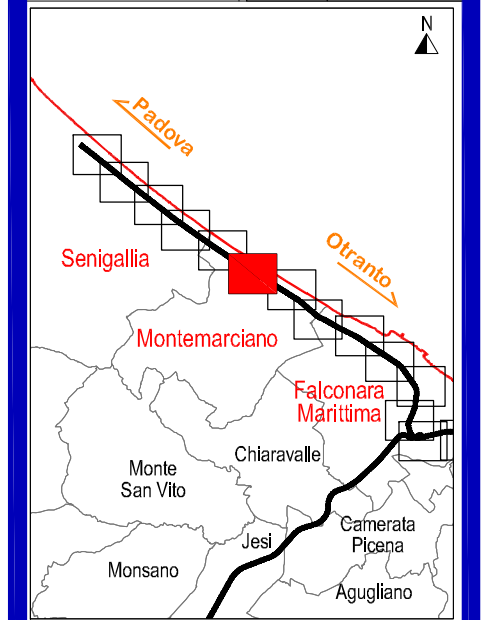 N
Padova
Otranto
Senigallia
Montemarciano
Falconara
Marittima
Chiaravalle
Monte
San Vito
Camerata
Picena
Jesi
Monsano
Agugliano